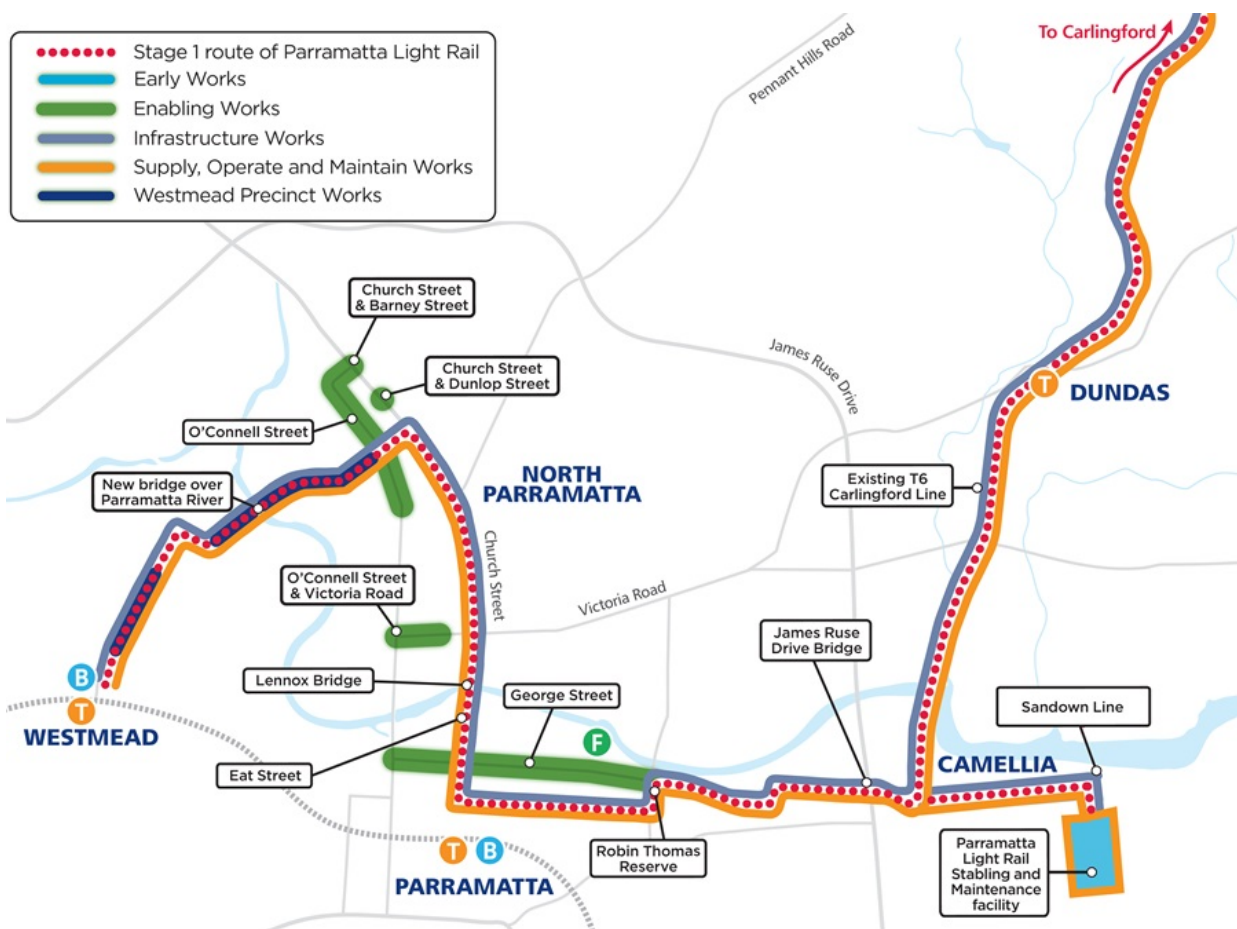 Stage 1 route of Parramatta Light Rail
Early Works
Enabling Works
Infrastructure Works
Supply, Operate and Maintain Works
Westmead Precinct Works
To Carlingford
Pennant Hills Road
Church Street
& Barney Street
James Ruse Drive
Church Street
& Dunlop Street
T
DUNDAS
O'Connell Street
NORTH
PARRAMATTA
Existing T6
Carlingford Line
New bridge over
Parramatta River
Church Street
O'Connell Street
& Victoria Road
Victoria Road
James Ruse
Drive Bridge
B
T
WESTMEAD
Lennox Bridge
George Street
Sandown Line
F
Eat Street
CAMELLIA
Robin Thomas
Reserve
T B
PARRAMATTA
Parramatta
Light Rail
Stabling and
Maintenance
facility